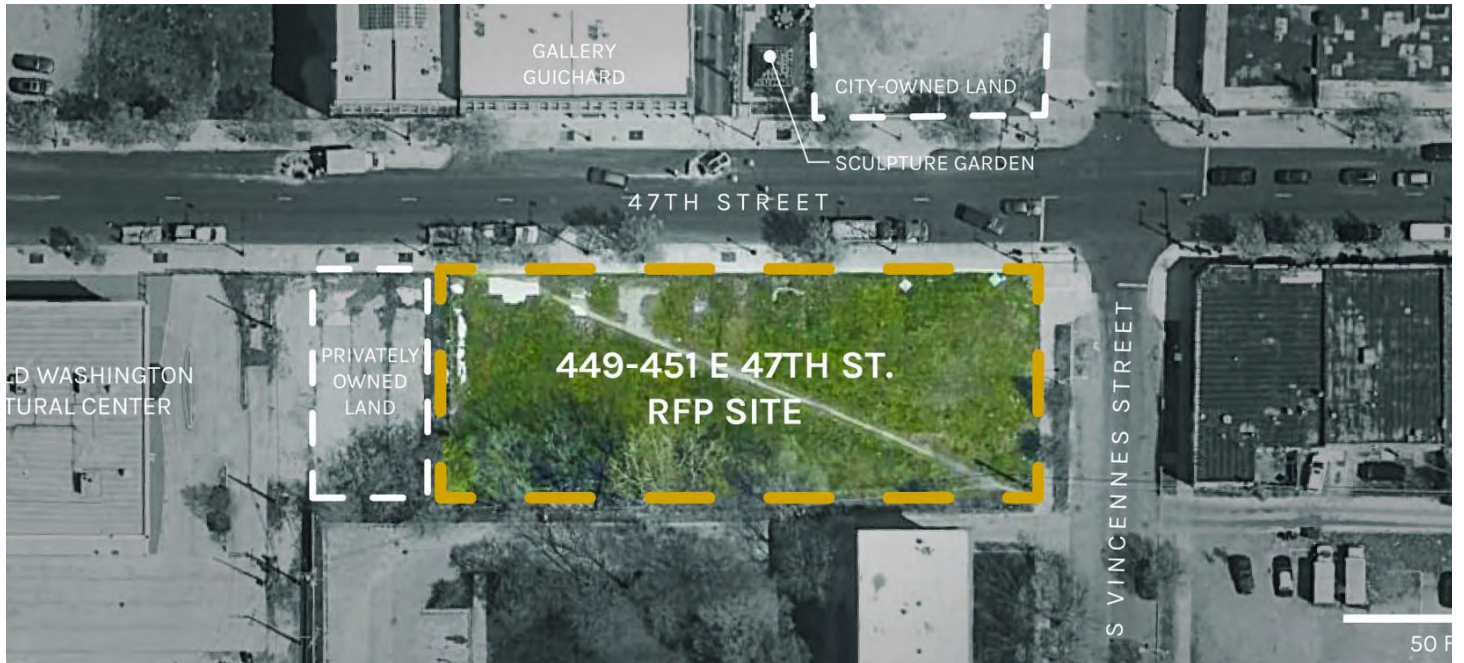 GALLERY
GUICHARD
CITY-OWNED LAND
SCULPTURE GARDEN
47TH STREET
LD WASHINGTON
TURAL CENTER
PRIVATELY
OWNED
LAND
449-451 E 47TH ST.
RFP SITE
S VINCENNES STREET
50 F